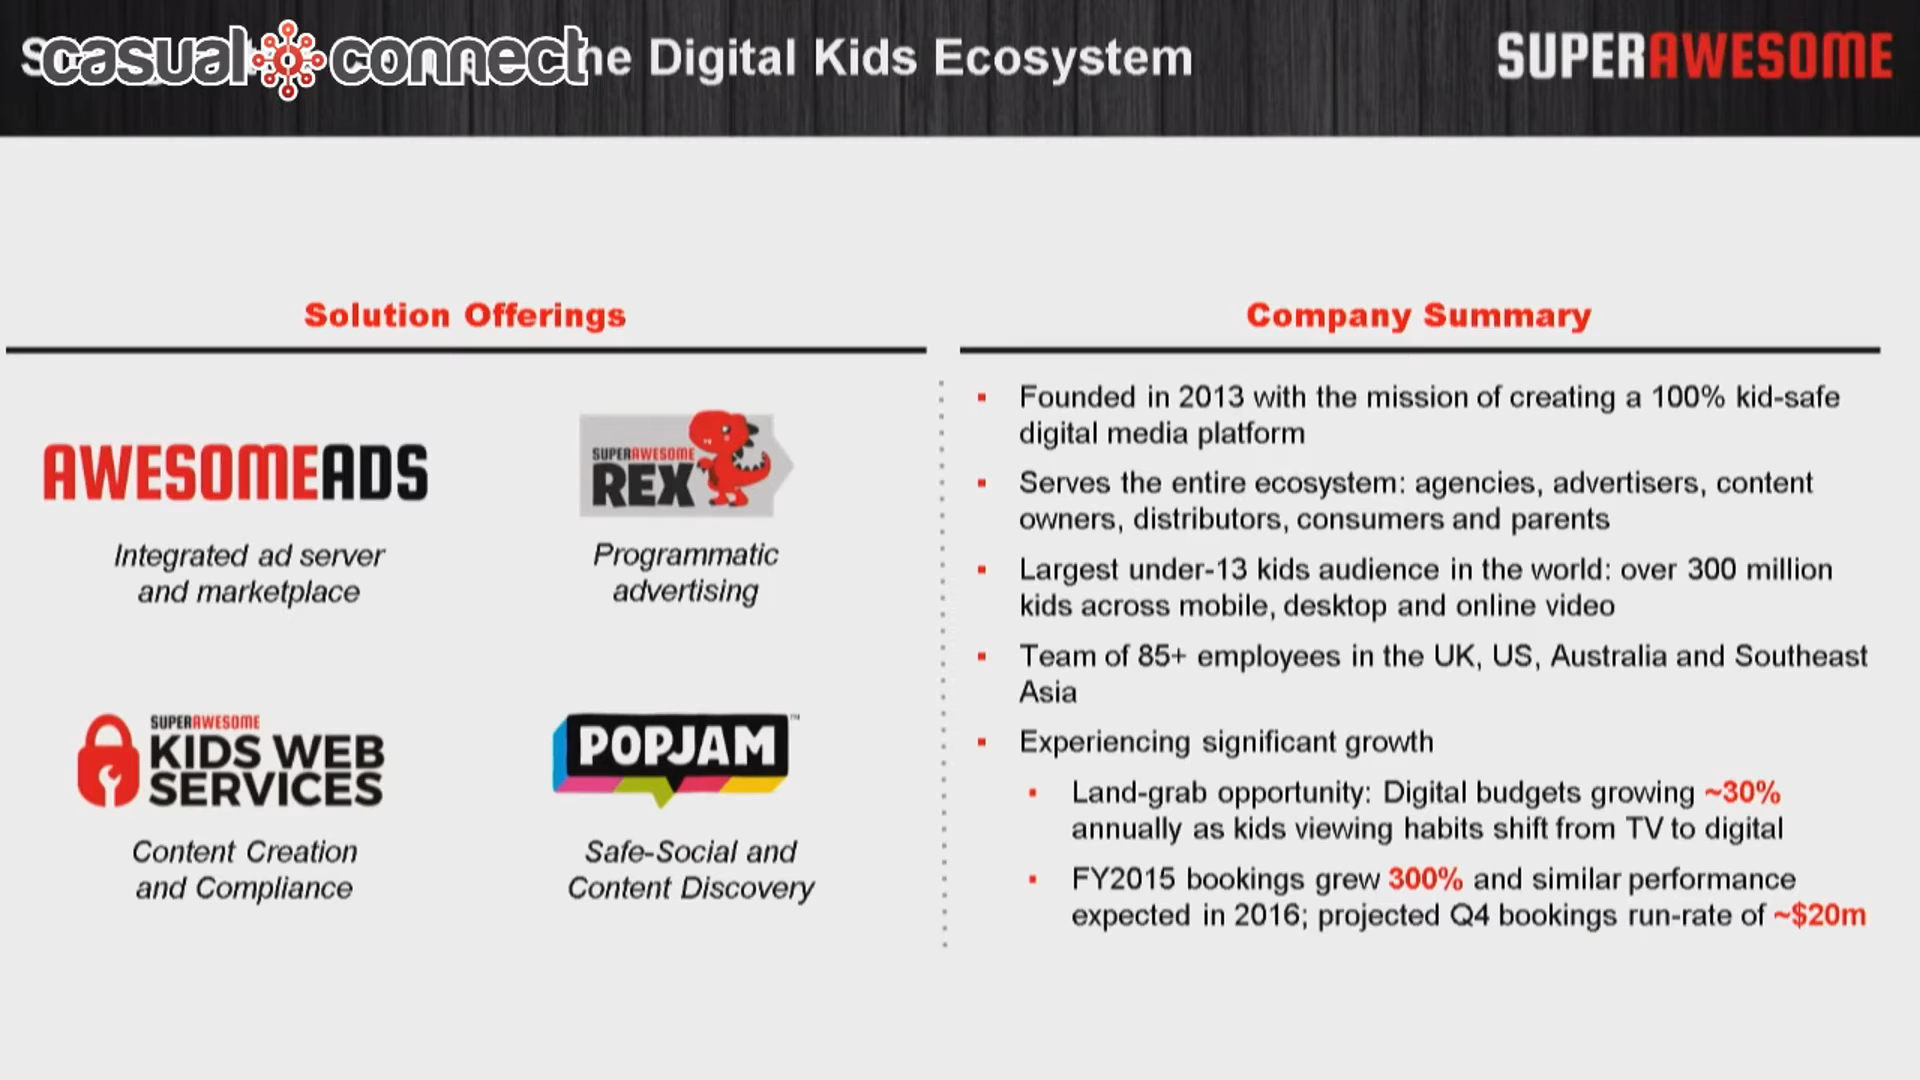 casual connect
he Digital Kids Ecosystem
SUPERAWESOME
Solution Offerings
AWESOMEADS
Integrated ad server
and marketplace
SUPERAWESOME
REX
Programmatic
advertising
SUPERAWESOME
KIDS WEB
SERVICES
Content Creation
and Compliance
POPJAM™
Safe-Social and
Content Discovery
Company Summary
Founded in 2013 with the mission of creating a 100% kid-safe
digital media platform
Serves the entire ecosystem: agencies, advertisers, content
owners, distributors, consumers and parents
Largest under-13 kids audience in the world: over 300 million
kids across mobile, desktop and online video
Team of 85+ employees in the UK, US, Australia and Southeast
Asia
Experiencing significant growth
Land-grab opportunity: Digital budgets growing ~30%
annually as kids viewing habits shift from TV to digital
FY2015 bookings grew 300% and similar performance
expected in 2016; projected Q4 bookings run-rate of ~$20m